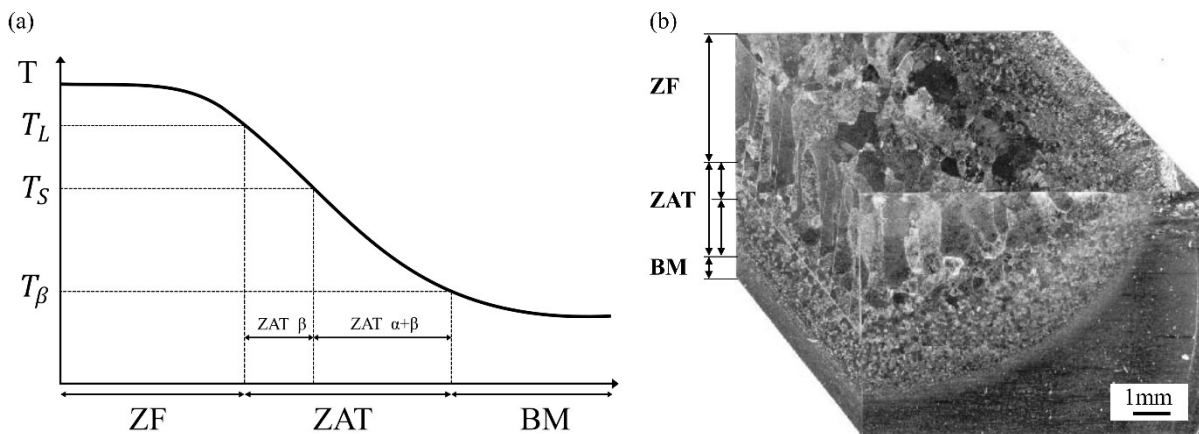 (a)
T
T_L
T_S
T_β
ZAT β
ZAT α+β
ZF
ZAT
BM
(b)
ZF
ZAT
BM
1mm